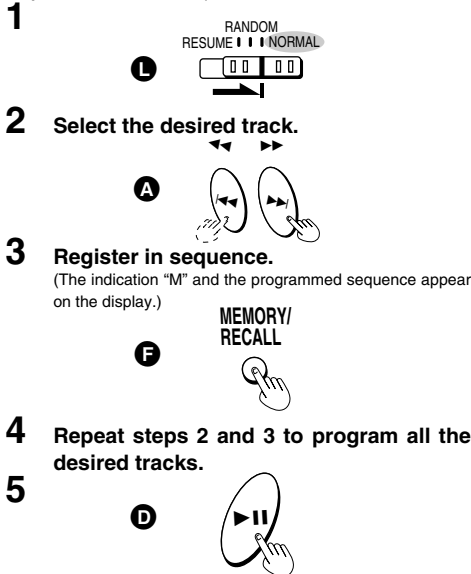 1
RANDOM
RESUME NORMAL
L
2 Select the desired track.
A
3 Register in sequence.
(The indication “M” and the programmed sequence appear
on the display.)
MEMORY/
RECALL
F
4 Repeat steps 2 and 3 to program all the
desired tracks.
5
D